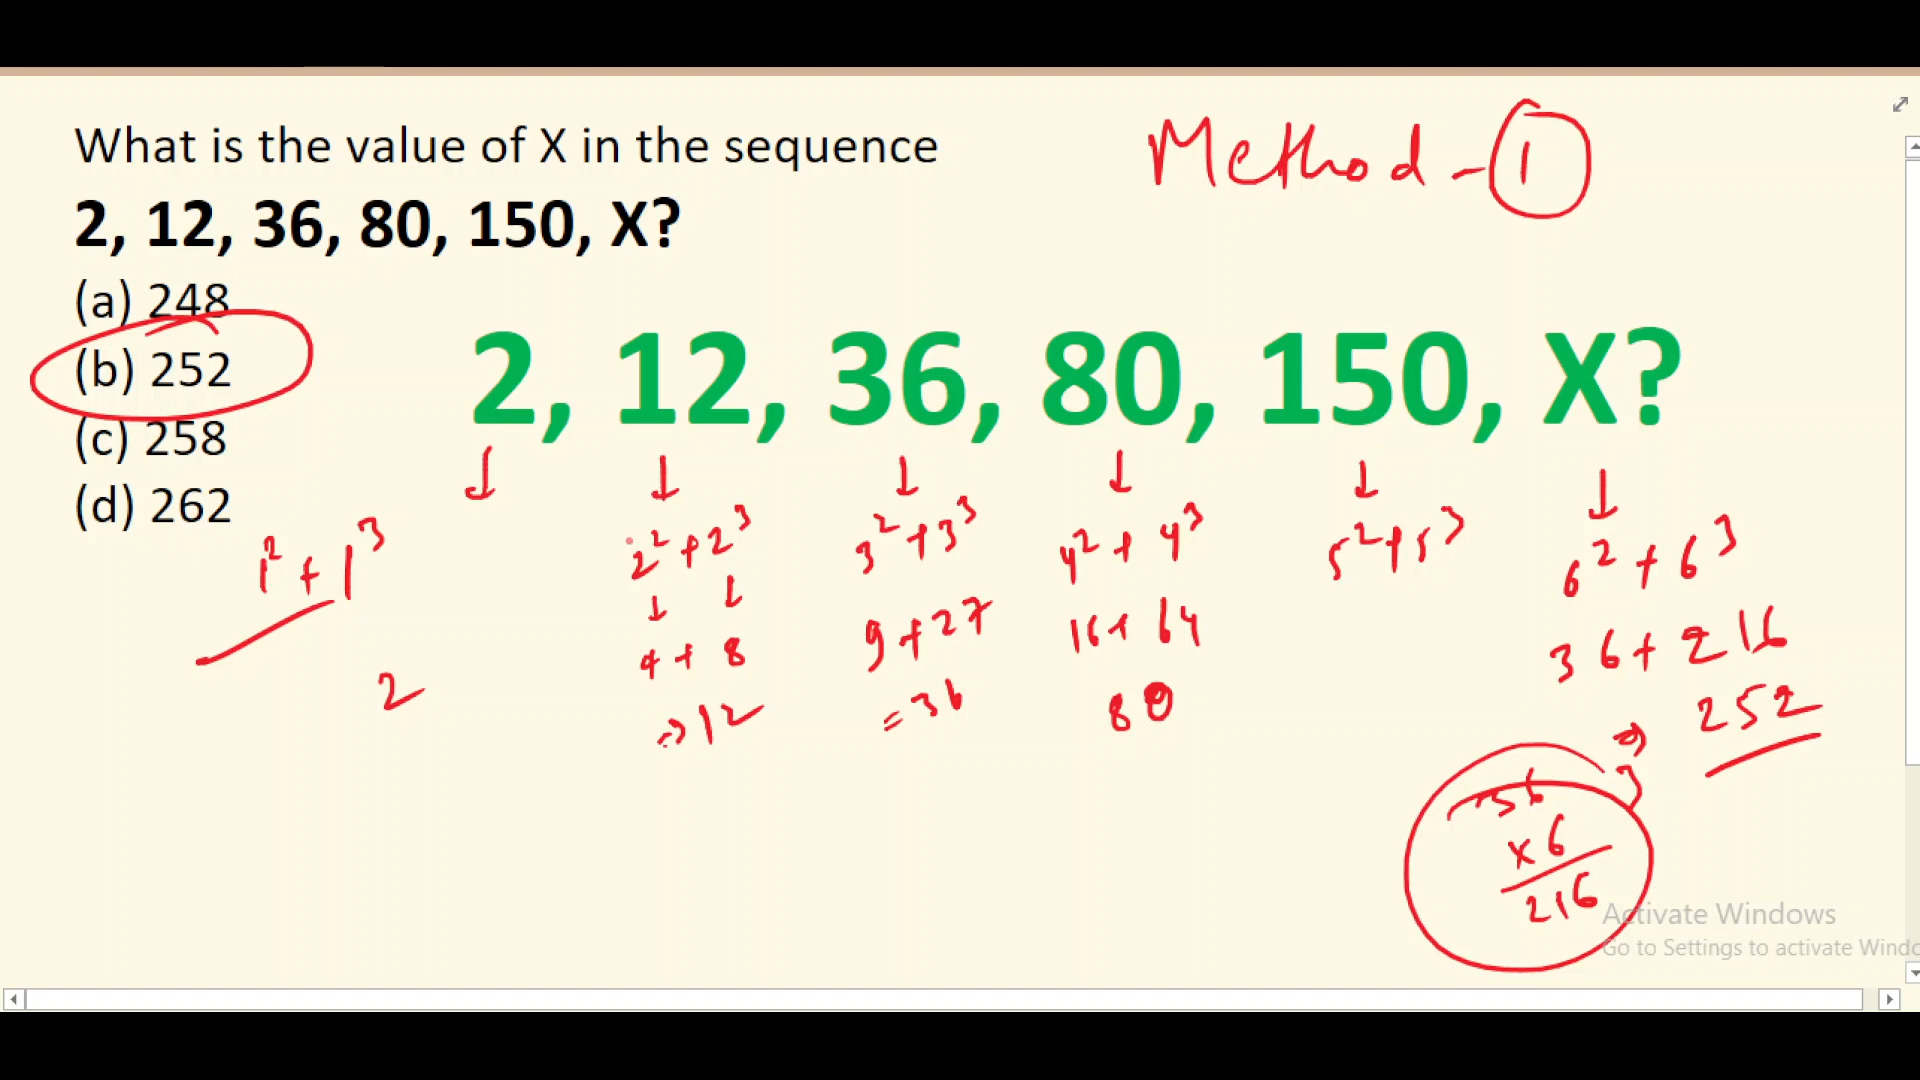 What is the value of X in the sequence
2, 12, 36, 80, 150, X?
(a) 248
(b) 252
(c) 258
(d) 262
Method - 1
2, 12, 36, 80, 150, X?
1² + 1³
2
2² + 2³
4 + 8
⇒ 12
3² + 3³
9 + 27
= 36
4² + 4³
16 + 64
80
5² + 5³
6² + 6³
36 + 216
⇒ 252
36
x 6
216
Activate Windows
Go to Settings to activate Windo